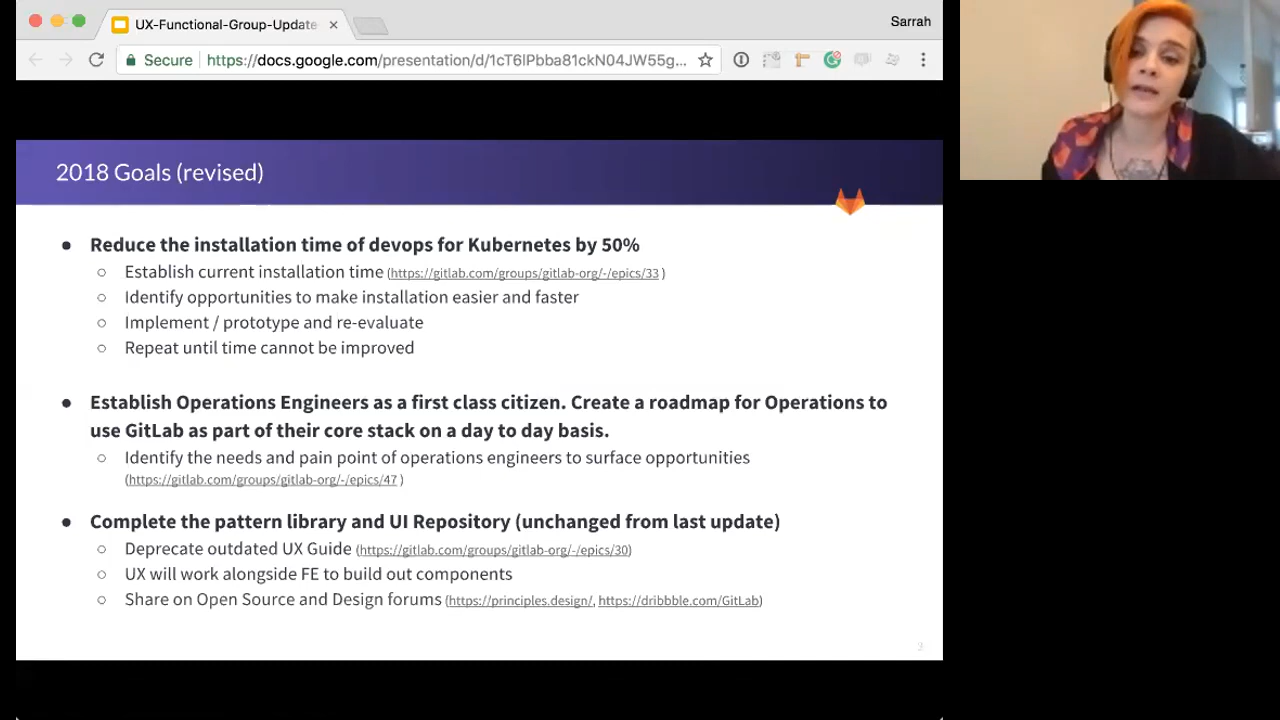 UX-Functional-Group-Update
Sarrah
Secure
https://docs.google.com/presentation/d/1cT6lPbba81ckN04JW55g...
2018 Goals (revised)
Reduce the installation time of devops for Kubernetes by 50%
Establish current installation time (https://gitlab.com/groups/gitlab-org/-/epics/33 )
Identify opportunities to make installation easier and faster
Implement / prototype and re-evaluate
Repeat until time cannot be improved
Establish Operations Engineers as a first class citizen. Create a roadmap for Operations to
use GitLab as part of their core stack on a day to day basis.
Identify the needs and pain point of operations engineers to surface opportunities
(https://gitlab.com/groups/gitlab-org/-/epics/47 )
Complete the pattern library and UI Repository (unchanged from last update)
Deprecate outdated UX Guide (https://gitlab.com/groups/gitlab-org/-/epics/30)
UX will work alongside FE to build out components
Share on Open Source and Design forums (https://principles.design/, https://dribbble.com/GitLab)